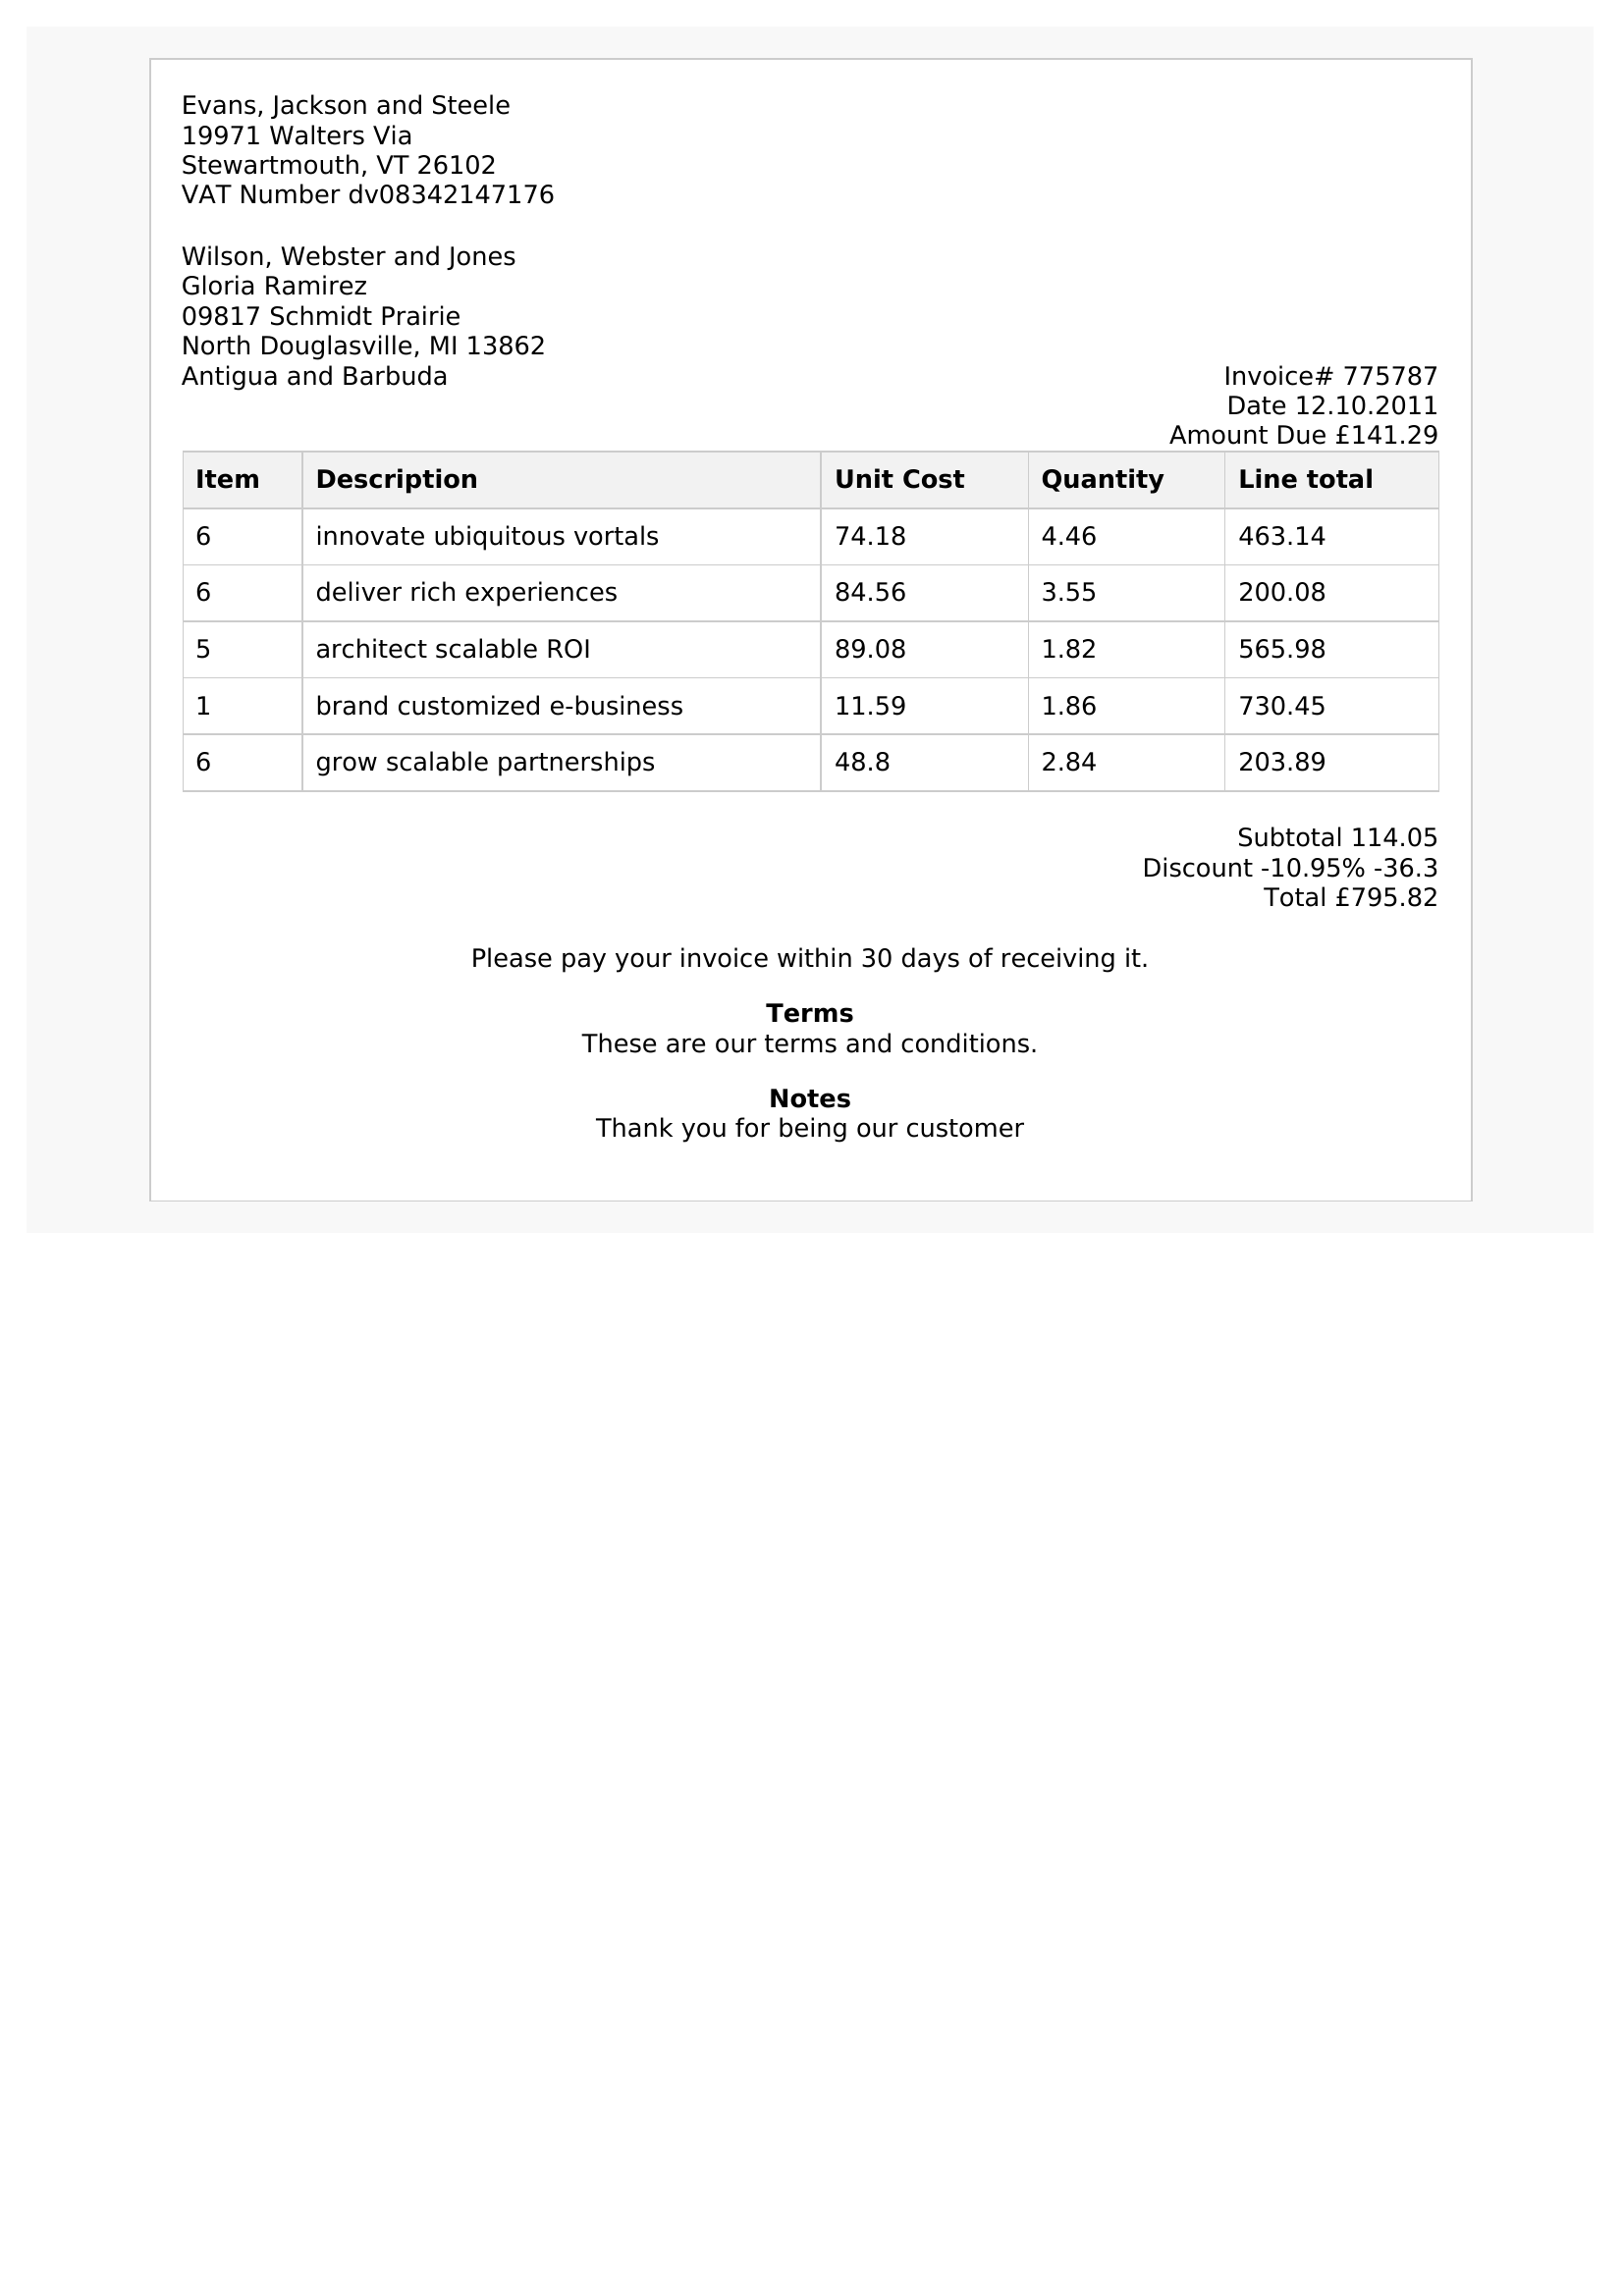 Evans, Jackson and Steele
19971 Walters Via
Stewartmouth, VT 26102
VAT Number dv08342147176
Wilson, Webster and Jones
Gloria Ramirez
09817 Schmidt Prairie
North Douglasville, MI 13862
Antigua and Barbuda
Invoice# 775787
Date 12.10.2011
Amount Due £141.29
Item Description Unit Cost Quantity Line total
6 innovate ubiquitous vortals 74.18 4.46 463.14
6 deliver rich experiences 84.56 3.55 200.08
5 architect scalable ROI 89.08 1.82 565.98
1 brand customized e-business 11.59 1.86 730.45
6 grow scalable partnerships 48.8 2.84 203.89
Subtotal 114.05
Discount -10.95% -36.3
Total £795.82
Please pay your invoice within 30 days of receiving it.
Terms
These are our terms and conditions.
Notes
Thank you for being our customer